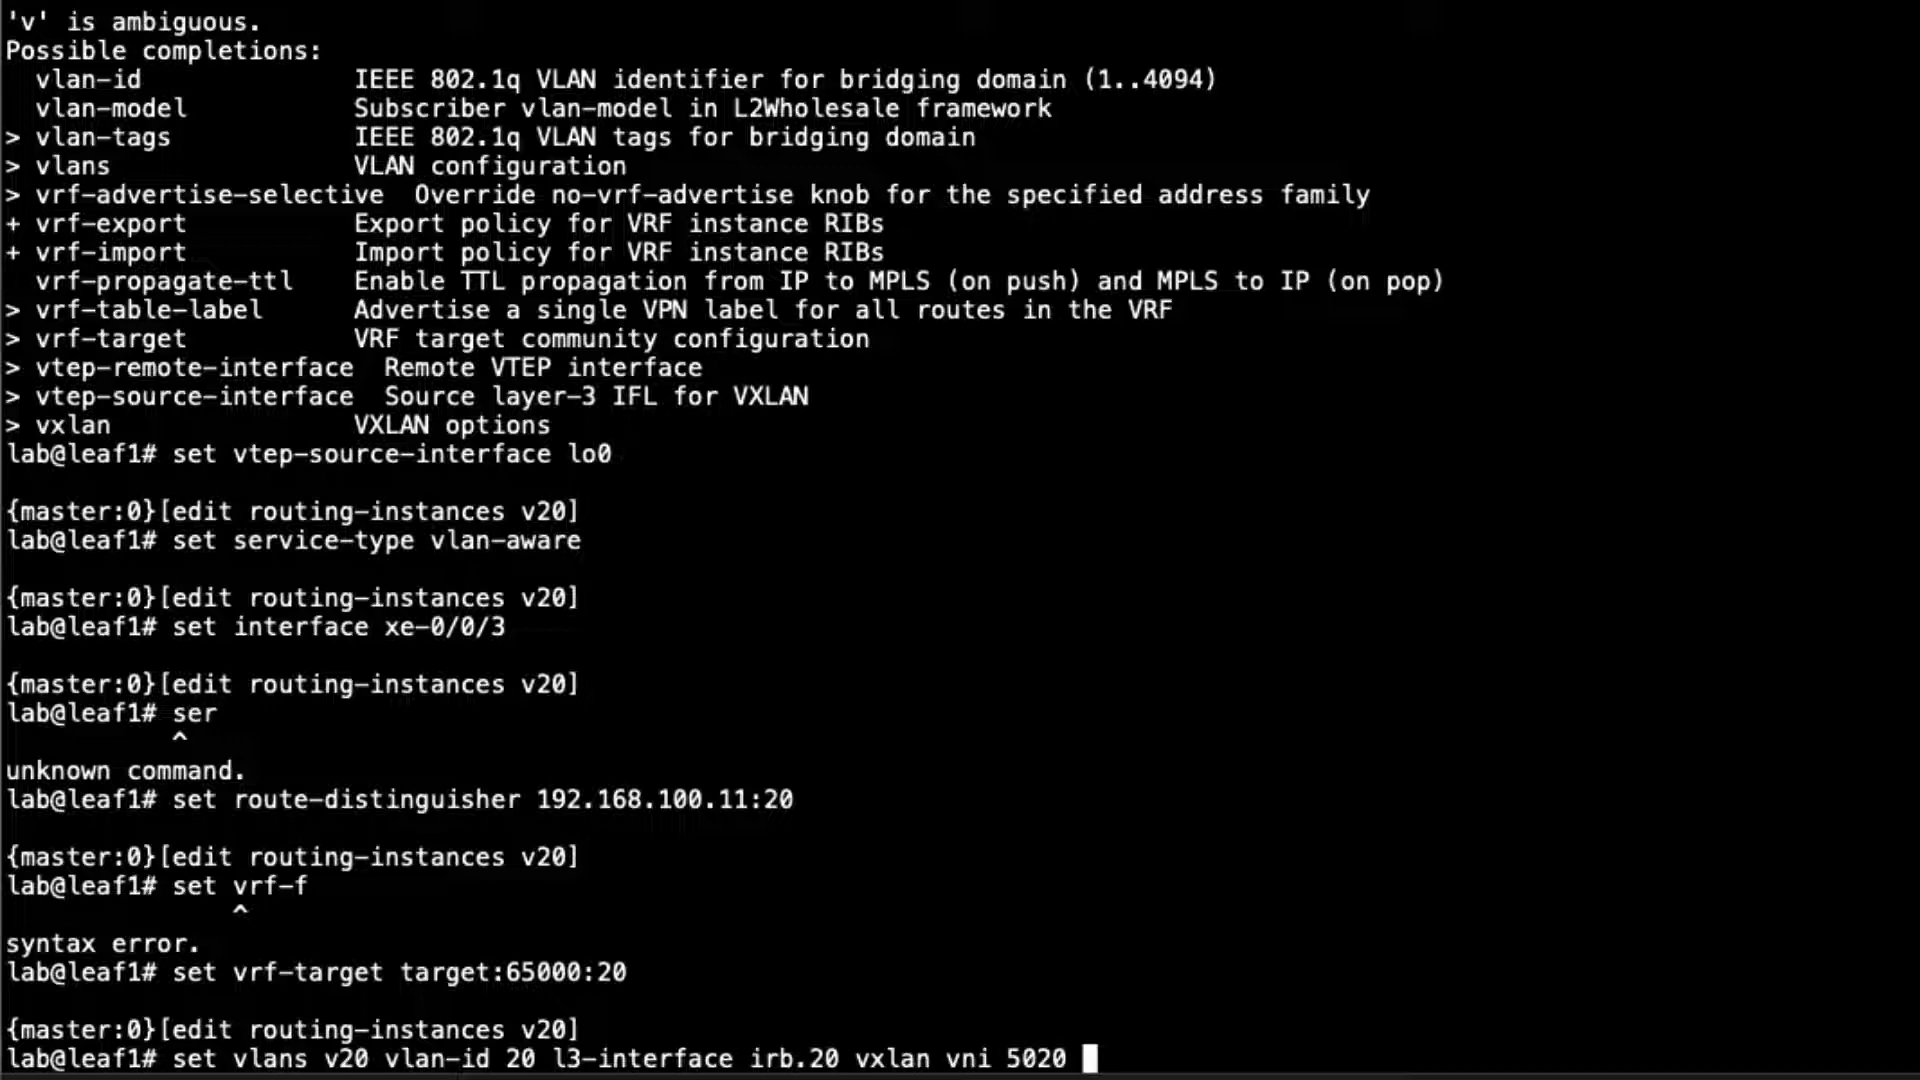 'v' is ambiguous.
Possible completions:
  vlan-id              IEEE 802.1q VLAN identifier for bridging domain (1..4094)
  vlan-model           Subscriber vlan-model in L2Wholesale framework
> vlan-tags            IEEE 802.1q VLAN tags for bridging domain
> vlans                VLAN configuration
> vrf-advertise-selective  Override no-vrf-advertise knob for the specified address family
+ vrf-export           Export policy for VRF instance RIBs
+ vrf-import           Import policy for VRF instance RIBs
  vrf-propagate-ttl    Enable TTL propagation from IP to MPLS (on push) and MPLS to IP (on pop)
> vrf-table-label      Advertise a single VPN label for all routes in the VRF
> vrf-target           VRF target community configuration
> vtep-remote-interface  Remote VTEP interface
> vtep-source-interface  Source layer-3 IFL for VXLAN
> vxlan                VXLAN options
lab@leaf1# set vtep-source-interface lo0
{master:0}[edit routing-instances v20]
lab@leaf1# set service-type vlan-aware
{master:0}[edit routing-instances v20]
lab@leaf1# set interface xe-0/0/3
{master:0}[edit routing-instances v20]
lab@leaf1# ser
           ^
unknown command.
lab@leaf1# set route-distinguisher 192.168.100.11:20
{master:0}[edit routing-instances v20]
lab@leaf1# set vrf-f
               ^
syntax error.
lab@leaf1# set vrf-target target:65000:20
{master:0}[edit routing-instances v20]
lab@leaf1# set vlans v20 vlan-id 20 l3-interface irb.20 vxlan vni 5020